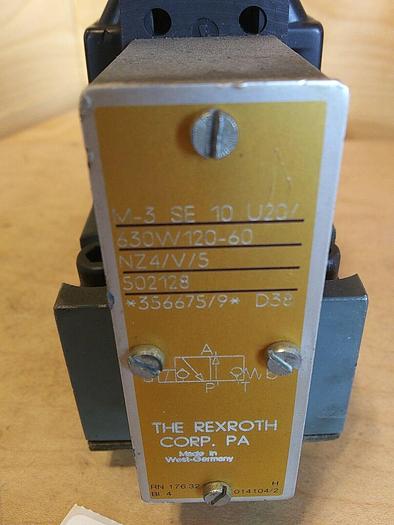 M-3 SE 10 U20/
630W120-60
NZ4/V/5
502128
*356675/9* D38
A
P T
THE REXROTH
CORP. PA
Made in
West-Germany
RN 176 32 H
Bl. 4 014104/2